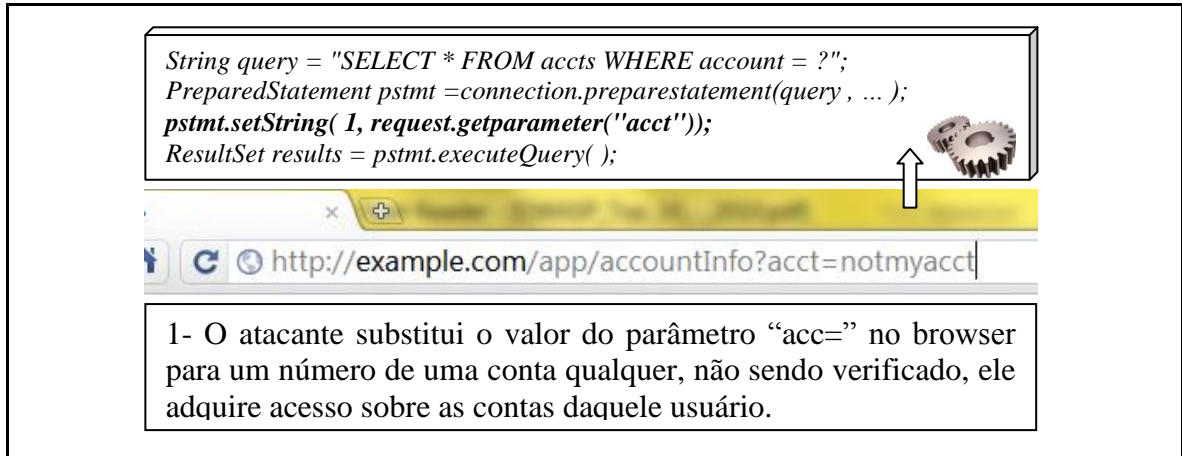 String query = "SELECT * FROM accts WHERE account = ?";
PreparedStatement pstmt =connection.preparestatement(query , ... );
pstmt.setString( 1, request.getparameter("acct"));
ResultSet results = pstmt.executeQuery( );
http://example.com/app/accountInfo?acct=notmyacct
1- O atacante substitui o valor do parâmetro “acc=” no browser
para um número de uma conta qualquer, não sendo verificado, ele
adquire acesso sobre as contas daquele usuário.